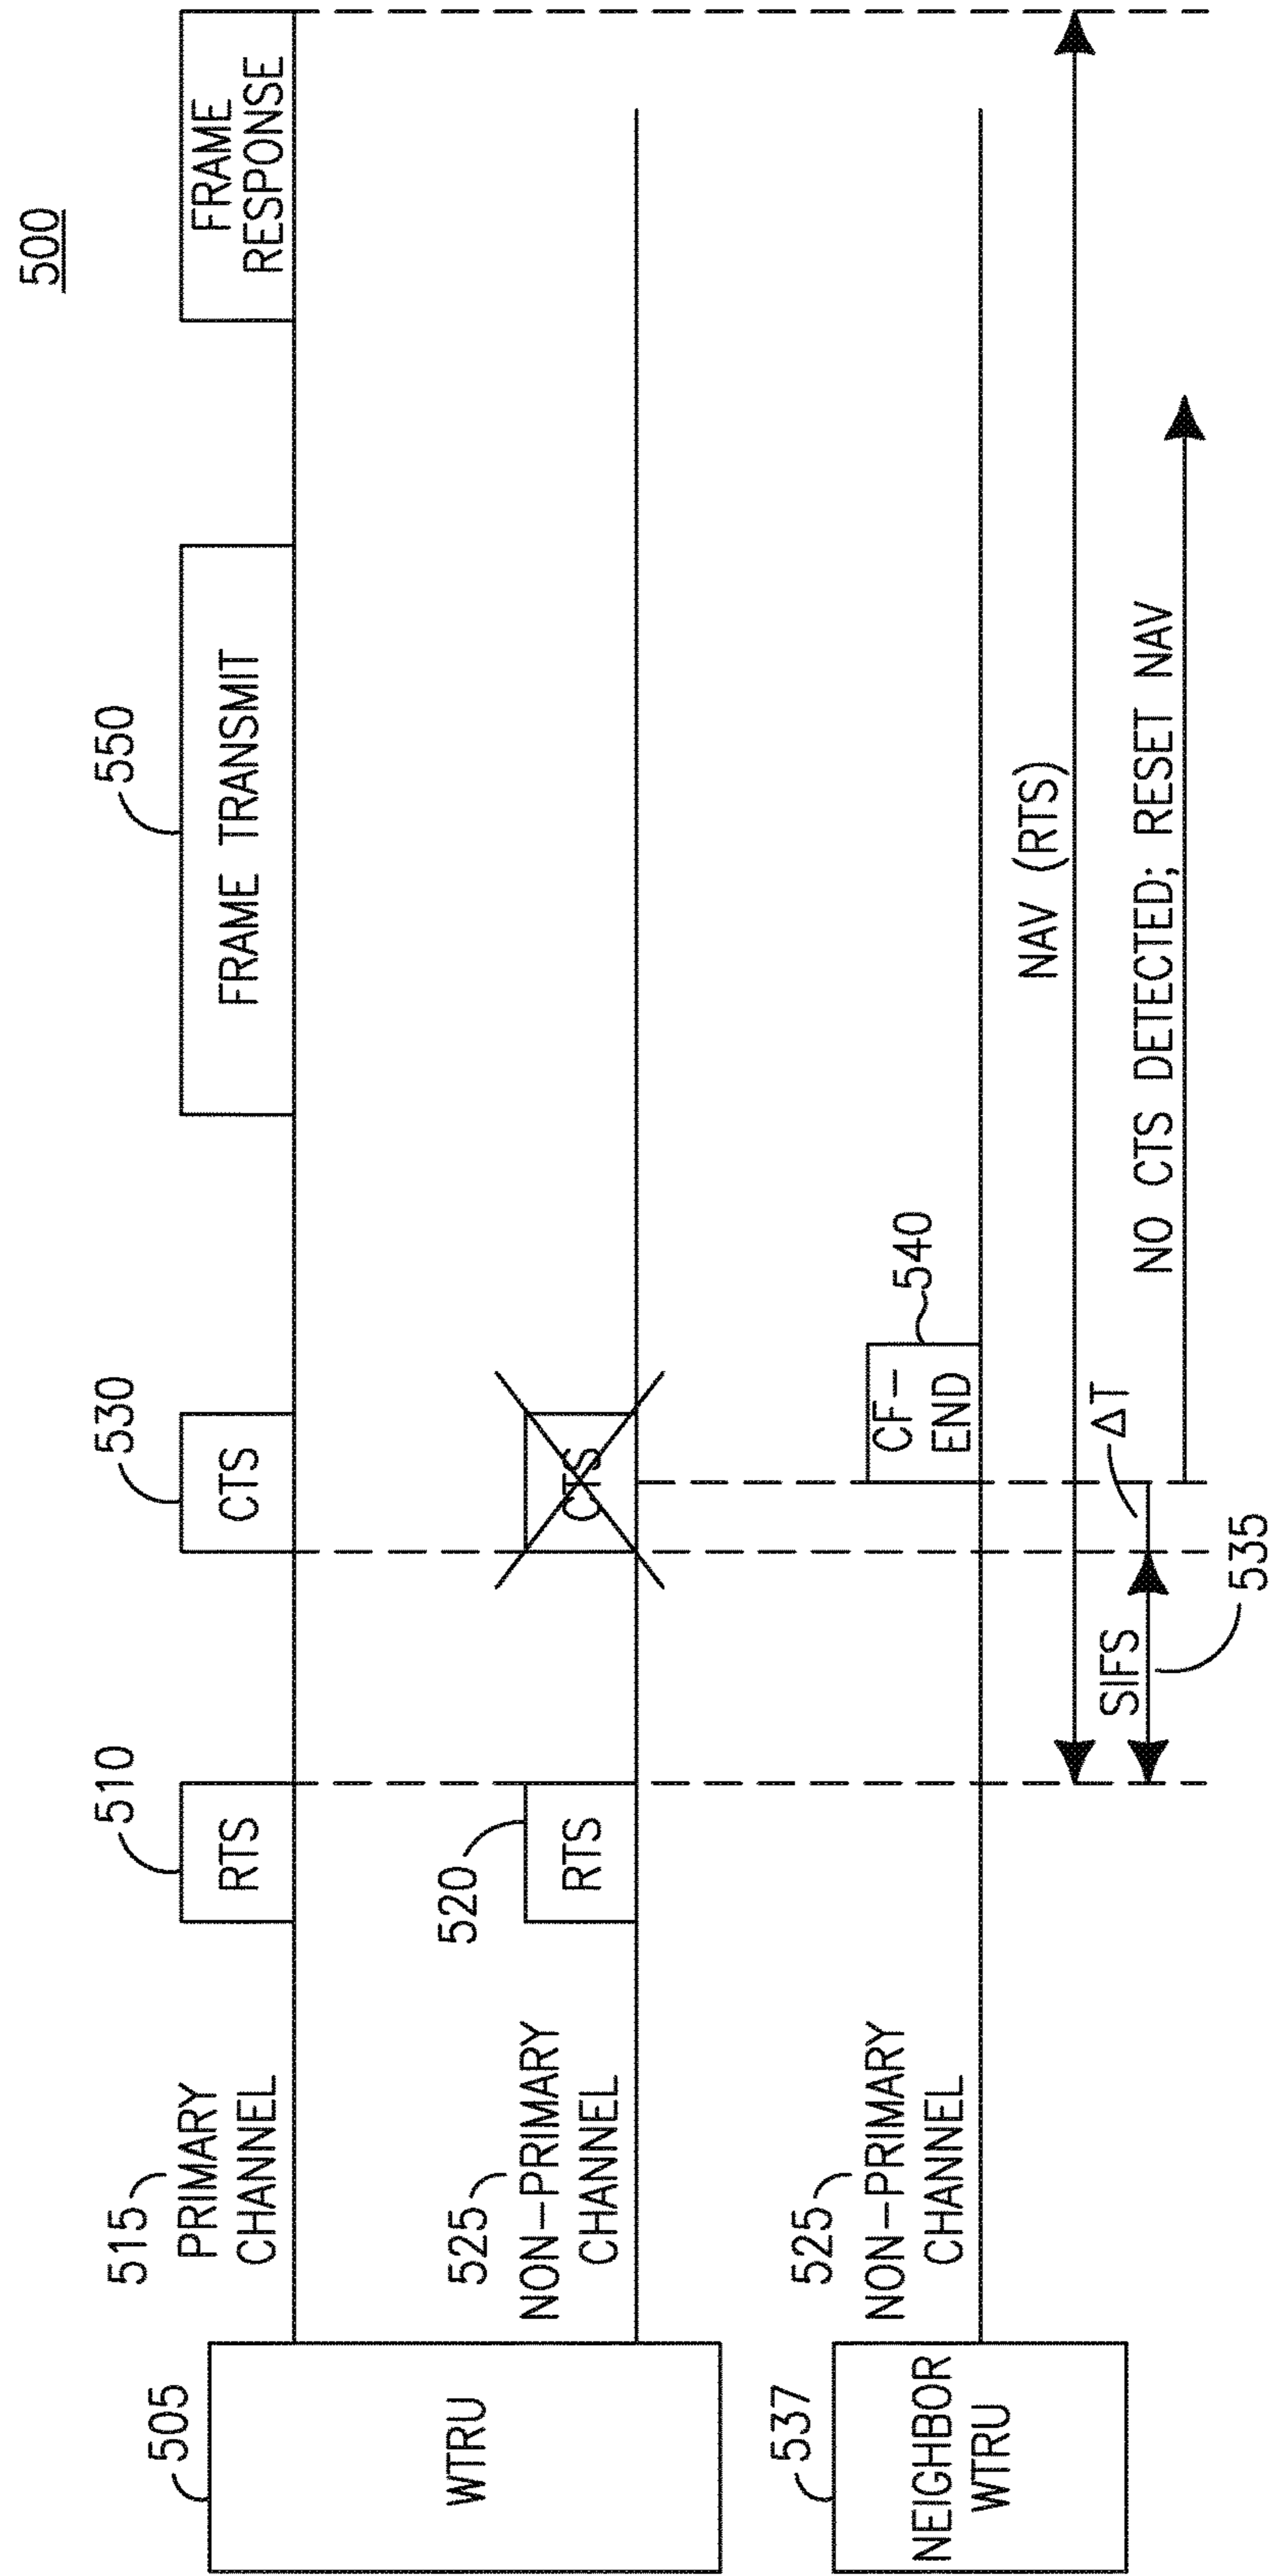 500
505
WTRU
515
PRIMARY
CHANNEL
510
RTS
530
CTS
550
FRAME TRANSMIT
FRAME
RESPONSE
525
NON-PRIMARY
CHANNEL
520
RTS
CTS
537
NEIGHBOR
WTRU
525
NON-PRIMARY
CHANNEL
CF-
END
540
NAV (RTS)
SIFS
ΔT
535
NO CTS DETECTED; RESET NAV